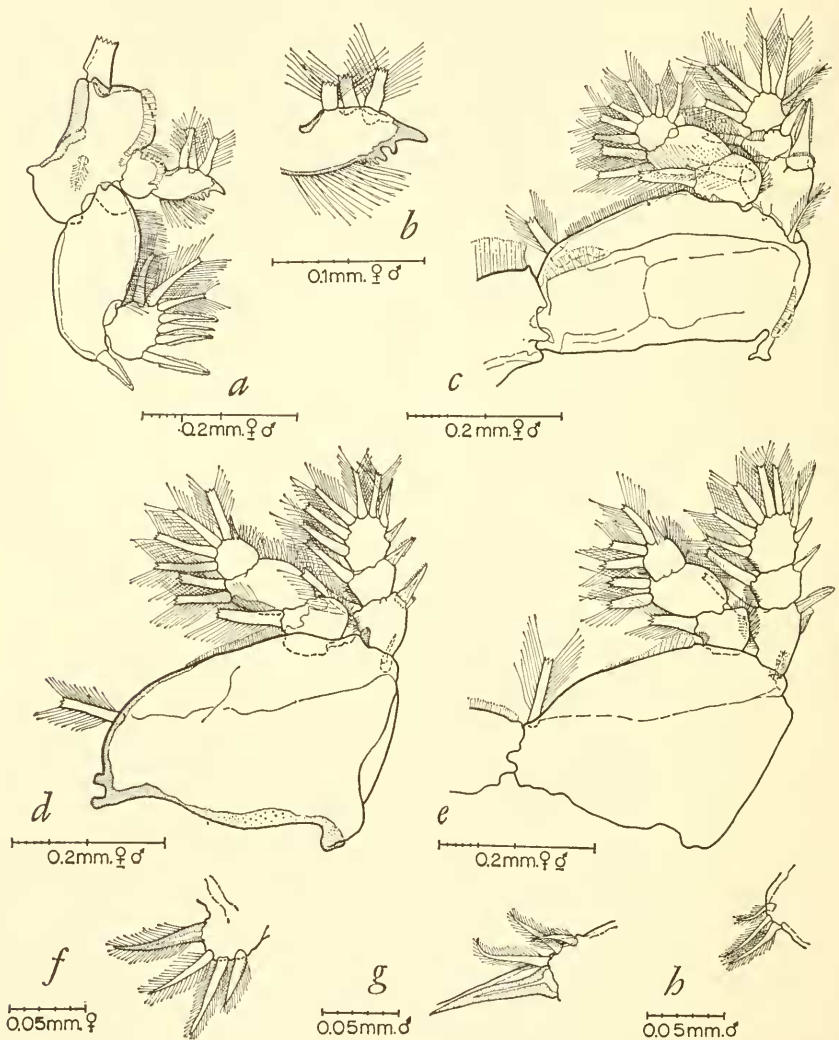 a
b
0.1mm. ♀ ♂
c
0.2mm. ♀ ♂
0.2mm. ♀ ♂
d
0.2mm. ♀ ♂
e
0.2mm. ♀ ♂
f
0.05mm. ♀
g
0.05mm. ♂
h
0.05mm. ♂